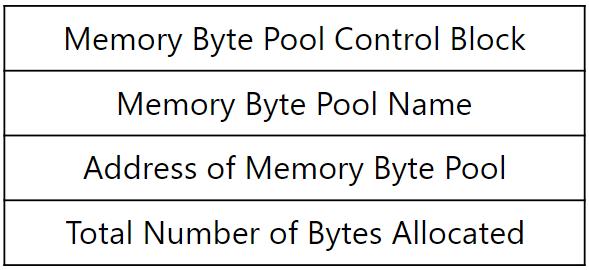 Memory Byte Pool Control Block
Memory Byte Pool Name
Address of Memory Byte Pool
Total Number of Bytes Allocated